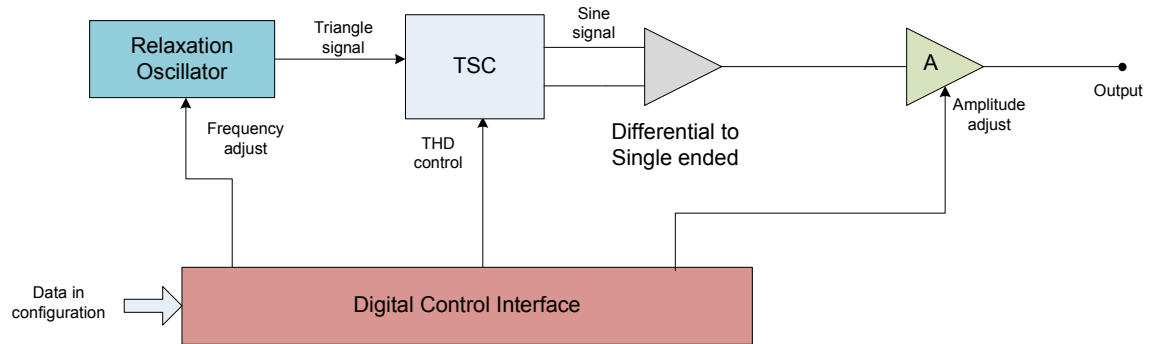 Relaxation
Oscillator
Triangle
signal
TSC
Sine
signal
A
Output
Frequency
adjust
THD
control
Differential to
Single ended
Amplitude
adjust
Data in
configuration
Digital Control Interface